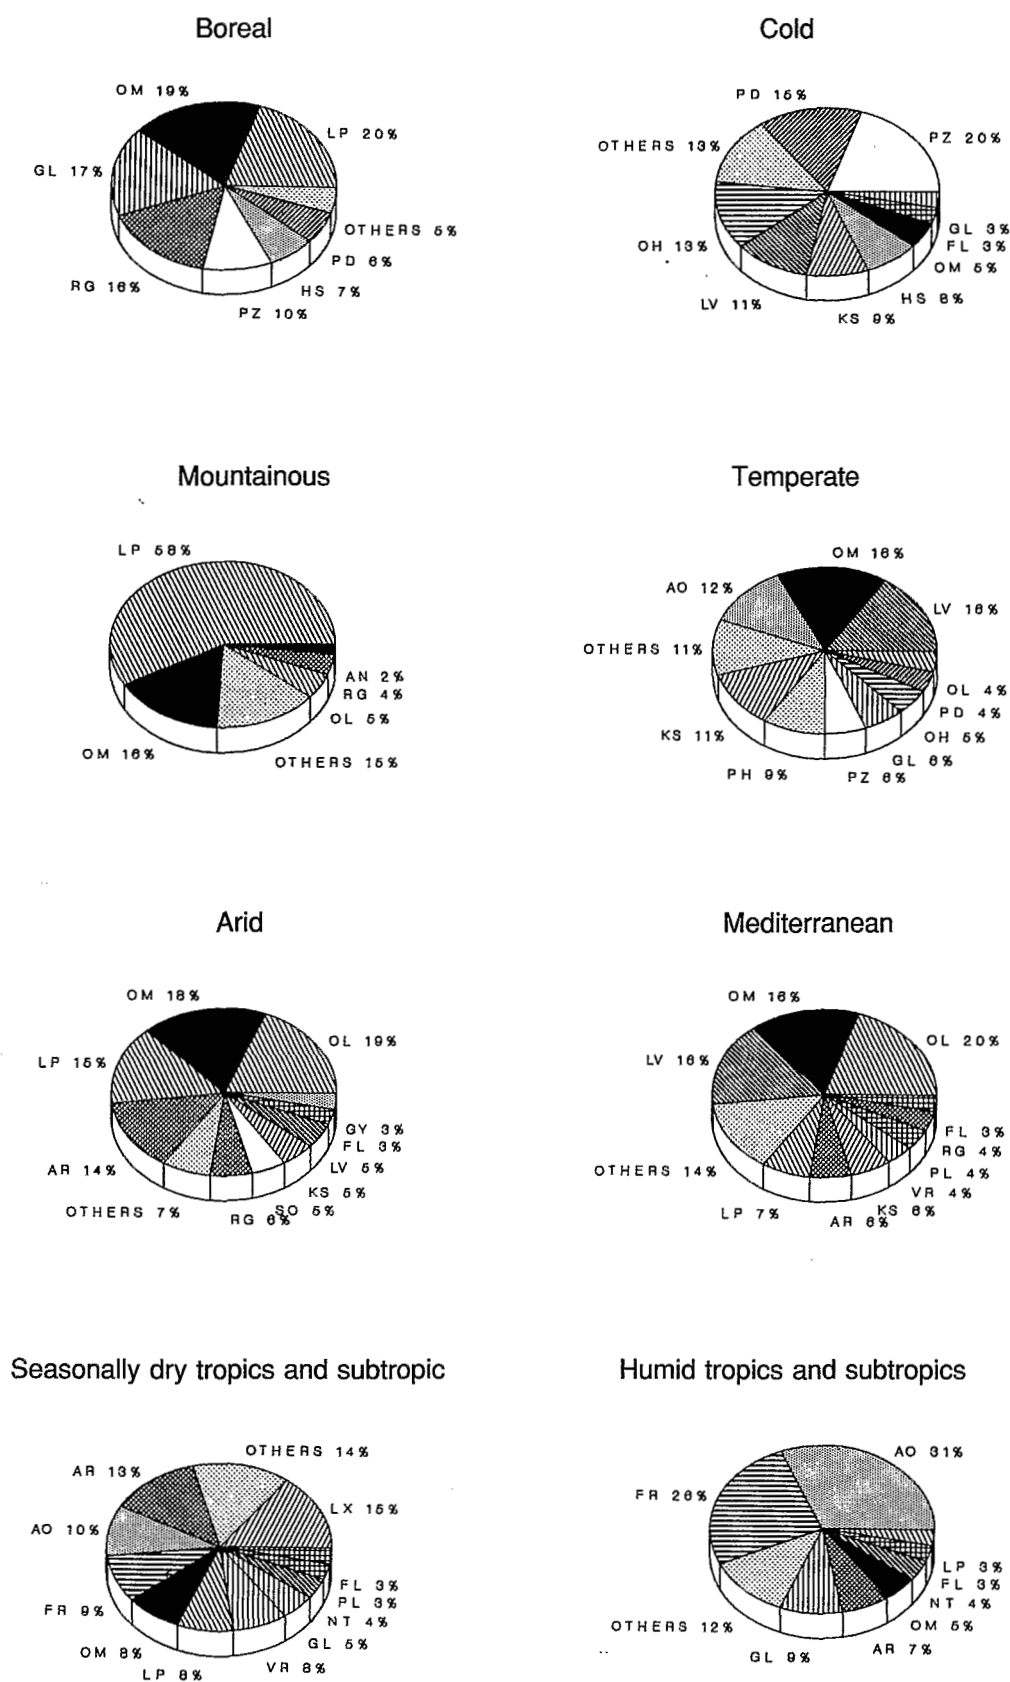 Boreal
OM 19%
LP 20%
GL 17%
OTHERS 5%
PD 6%
RG 16%
HS 7%
PZ 10%
Cold
PD 15%
PZ 20%
OTHERS 13%
GL 3%
FL 3%
OH 13%
OM 5%
HS 8%
LV 11%
KS 9%
Mountainous
LP 58%
AN 2%
RG 4%
OL 5%
OM 16%
OTHERS 15%
Temperate
OM 16%
AO 12%
LV 16%
OTHERS 11%
OL 4%
PD 4%
KS 11%
OH 5%
GL 6%
PH 9%
PZ 6%
Arid
OM 18%
OL 19%
LP 15%
GY 3%
FL 3%
AR 14%
LV 5%
KS 5%
OTHERS 7%
SO 5%
RG 6%
Mediterranean
OM 16%
OL 20%
LV 16%
FL 3%
RG 4%
OTHERS 14%
PL 4%
VR 4%
LP 7%
KS 6%
AR 6%
Seasonally dry tropics and subtropic
OTHERS 14%
AR 13%
LX 15%
AO 10%
FL 3%
PL 3%
FR 9%
NT 4%
GL 5%
OM 8%
VR 8%
LP 8%
Humid tropics and subtropics
AO 31%
FR 26%
LP 3%
FL 3%
NT 4%
OTHERS 12%
OM 5%
AR 7%
GL 9%